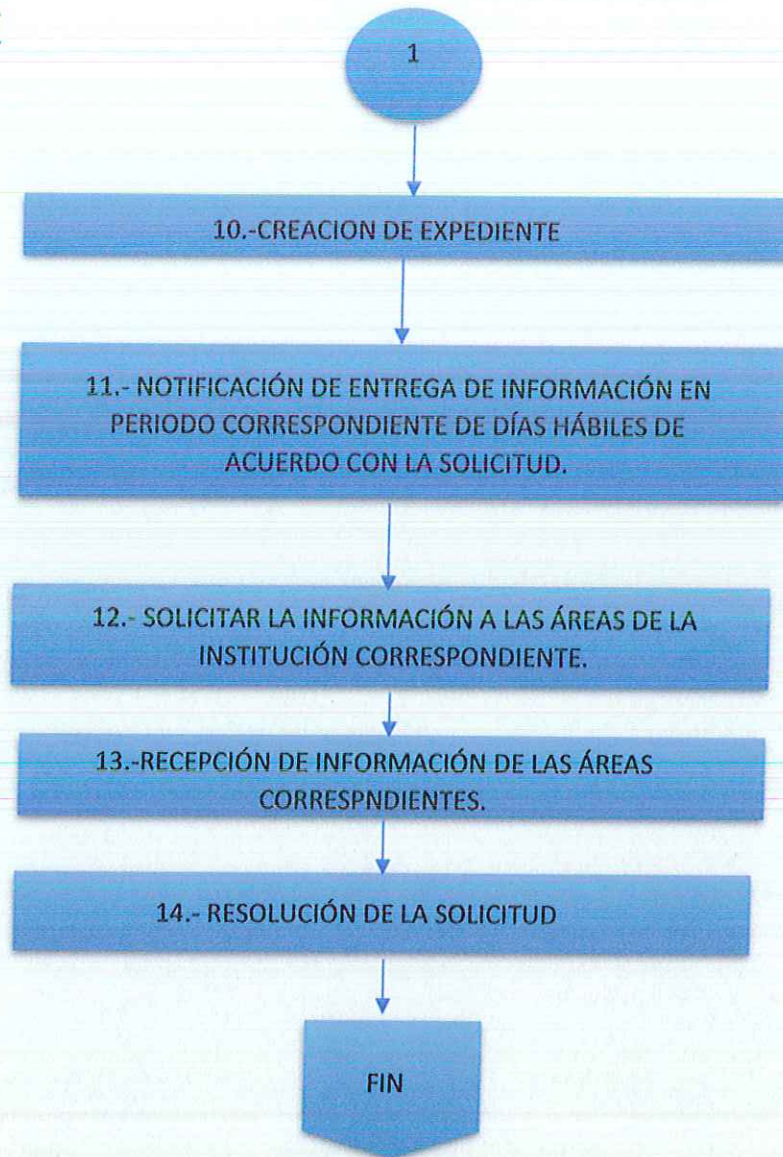 1
10.-CREACION DE EXPEDIENTE
11.- NOTIFICACIÓN DE ENTREGA DE INFORMACIÓN EN
PERIODO CORRESPONDIENTE DE DÍAS HÁBILES DE
ACUERDO CON LA SOLICITUD.
12.- SOLICITAR LA INFORMACIÓN A LAS ÁREAS DE LA
INSTITUCIÓN CORRESPONDIENTE.
13.-RECEPCIÓN DE INFORMACIÓN DE LAS ÁREAS
CORRESPNDIENTES.
14.- RESOLUCIÓN DE LA SOLICITUD
FIN